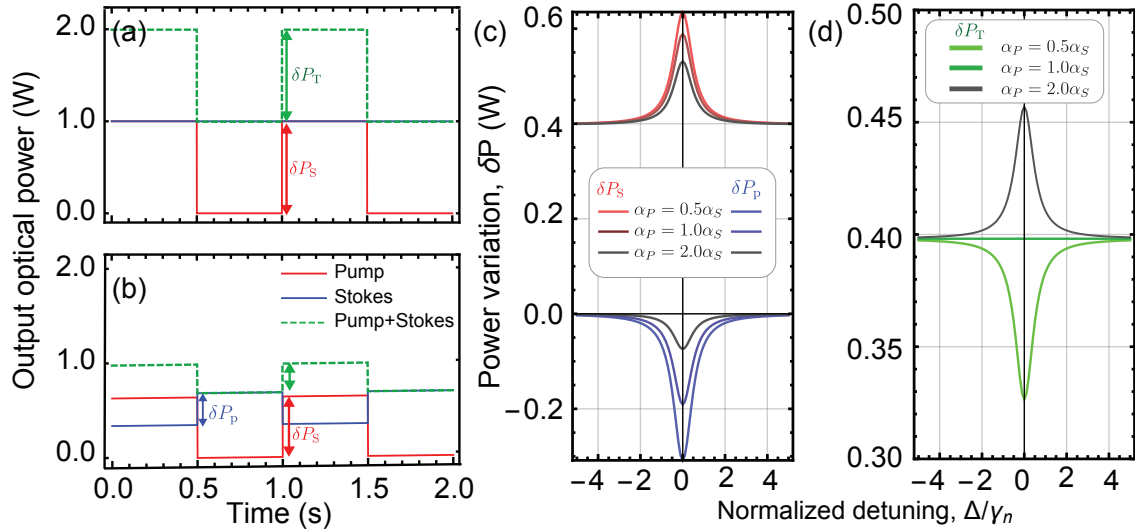 Output optical power (W)
(a)
2.0
1.0
0.0
δP_T
δP_S
(b)
2.0
1.0
0.0
Pump
Stokes
Pump+Stokes
δP_p
δP_S
0.0 0.5 1.0 1.5 2.0
Time (s)
Power variation, δP (W)
(c)
0.6
0.4
0.2
0.0
−0.2
δP_S δP_p
α_P = 0.5α_S
α_P = 1.0α_S
α_P = 2.0α_S
−4 −2 0 2 4
(d)
0.50
0.45
0.40
0.35
0.30
δP_T
α_P = 0.5α_S
α_P = 1.0α_S
α_P = 2.0α_S
−4 −2 0 2 4
Normalized detuning, Δ/γ_n